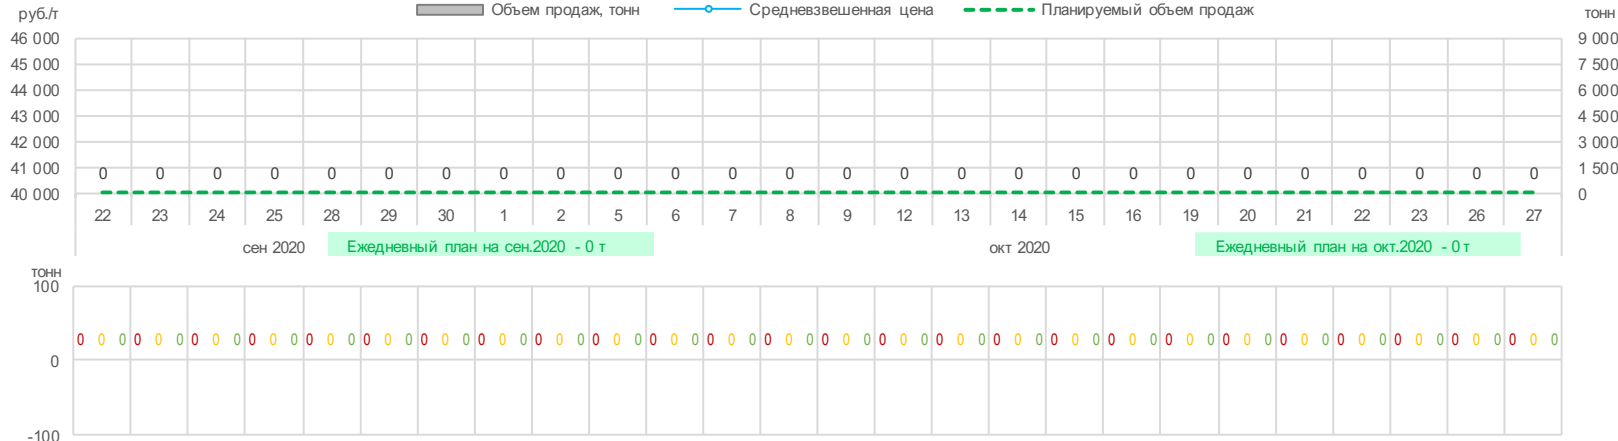 руб./т Объем продаж, тонн Средневзвешенная цена Планируемый объем продаж тонн
46 000 9 000
45 000 7 500
44 000 6 000
43 000 4 500
42 000 3 000
41 000 0 0 0 0 0 0 0 0 0 0 0 0 0 0 0 0 0 0 0 0 0 0 0 0 0 0 1 500
40 000 0
22 23 24 25 28 29 30 1 2 5 6 7 8 9 12 13 14 15 16 19 20 21 22 23 26 27
сен 2020 Ежедневный план на сен.2020 - 0 т окт 2020 Ежедневный план на окт.2020 - 0 т
тонн
100
0 0 0 0 0 0 0 0 0 0 0 0 0 0 0 0 0 0 0 0 0 0 0 0 0 0 0 0 0 0 0 0 0 0 0 0 0 0 0 0 0 0 0 0 0 0 0 0 0 0 0 0 0 0 0 0 0 0 0 0 0 0 0 0 0 0 0 0 0 0 0 0 0 0 0 0 0 0
0
-100